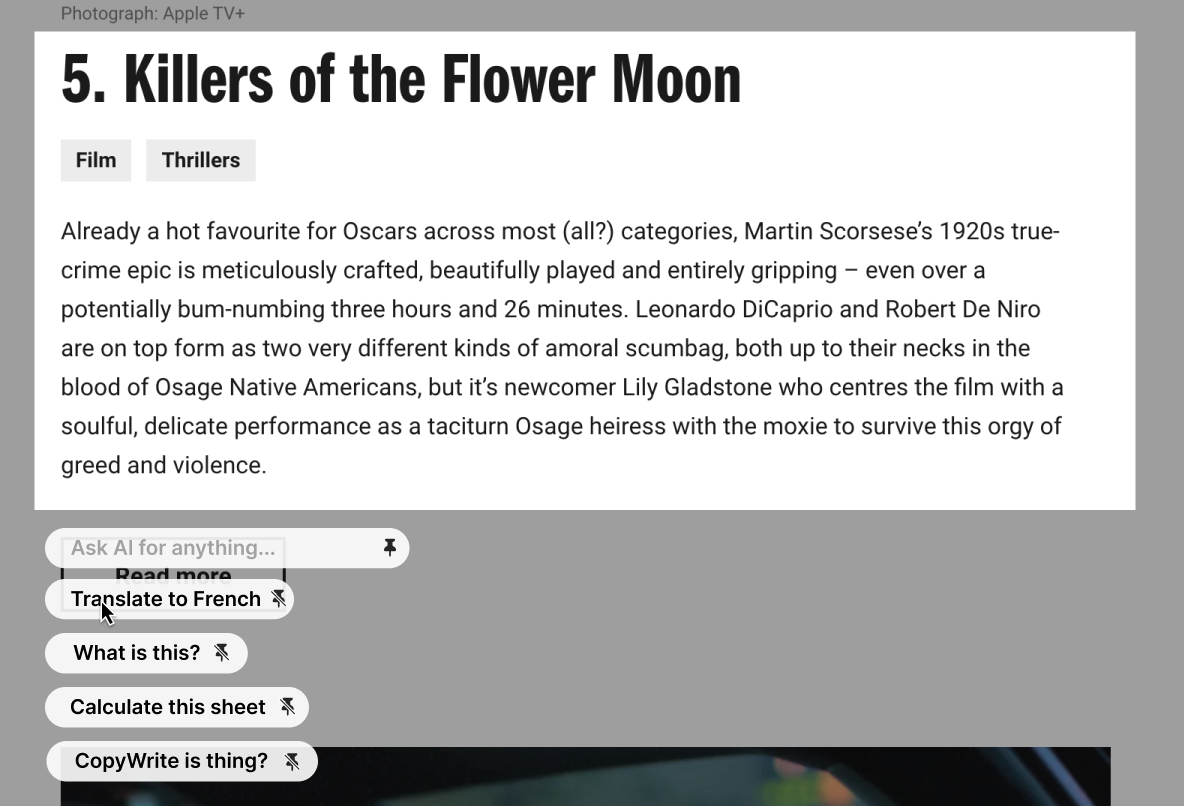 Photograph: Apple TV+
5. Killers of the Flower Moon
Film Thrillers
Already a hot favourite for Oscars across most (all?) categories, Martin Scorsese’s 1920s true-
crime epic is meticulously crafted, beautifully played and entirely gripping – even over a
potentially bum-numbing three hours and 26 minutes. Leonardo DiCaprio and Robert De Niro
are on top form as two very different kinds of amoral scumbag, both up to their necks in the
blood of Osage Native Americans, but it’s newcomer Lily Gladstone who centres the film with a
soulful, delicate performance as a taciturn Osage heiress with the moxie to survive this orgy of
greed and violence.
Ask AI for anything...
Read more
Translate to French
What is this?
Calculate this sheet
CopyWrite is thing?